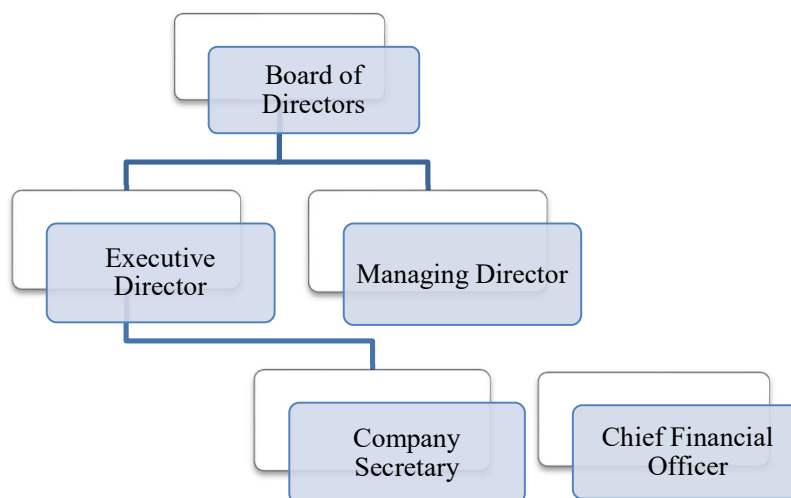 Board of
Directors
Executive
Director
Managing Director
Company
Secretary
Chief Financial
Officer